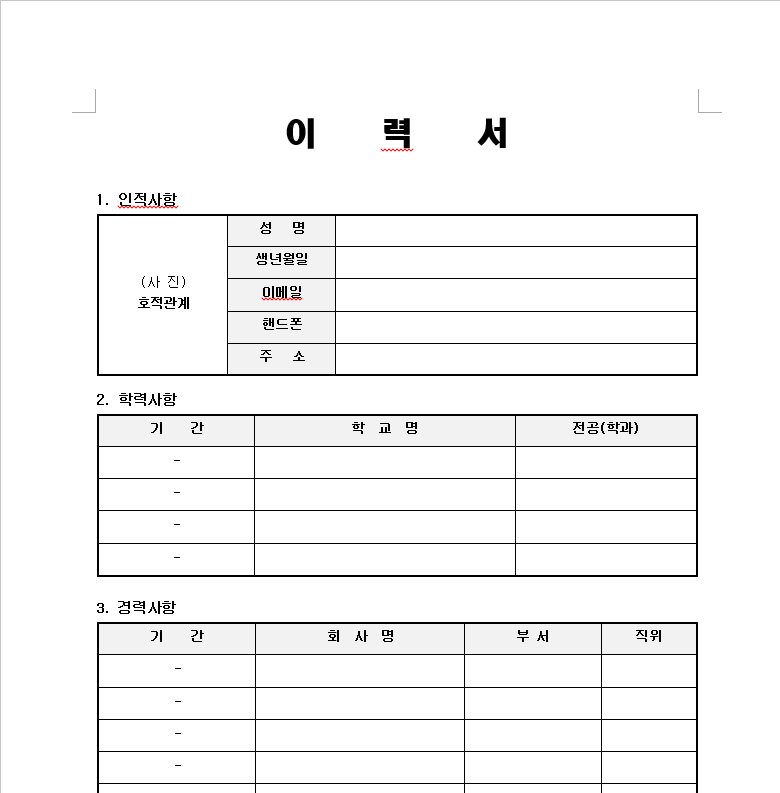 이 력 서
1. 인적사항
(사 진)
호적관계
성 명
생년월일
이메일
핸드폰
주 소
2. 학력사항
기 간 학 교 명 전공(학과)
-
-
-
-
3. 경력사항
기 간 회 사 명 부 서 직위
-
-
-
-